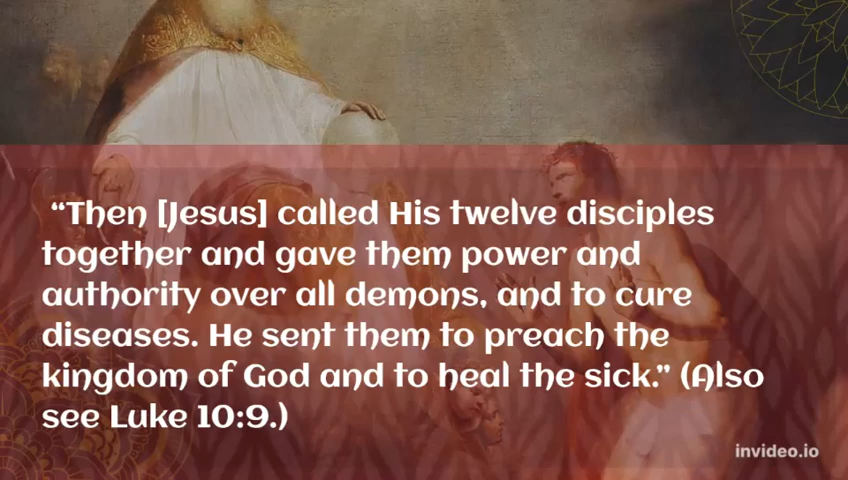 “Then [Jesus] called His twelve disciples
together and gave them power and
authority over all demons, and to cure
diseases. He sent them to preach the
kingdom of God and to heal the sick.” (Also
see Luke 10:9.)
invideo.io